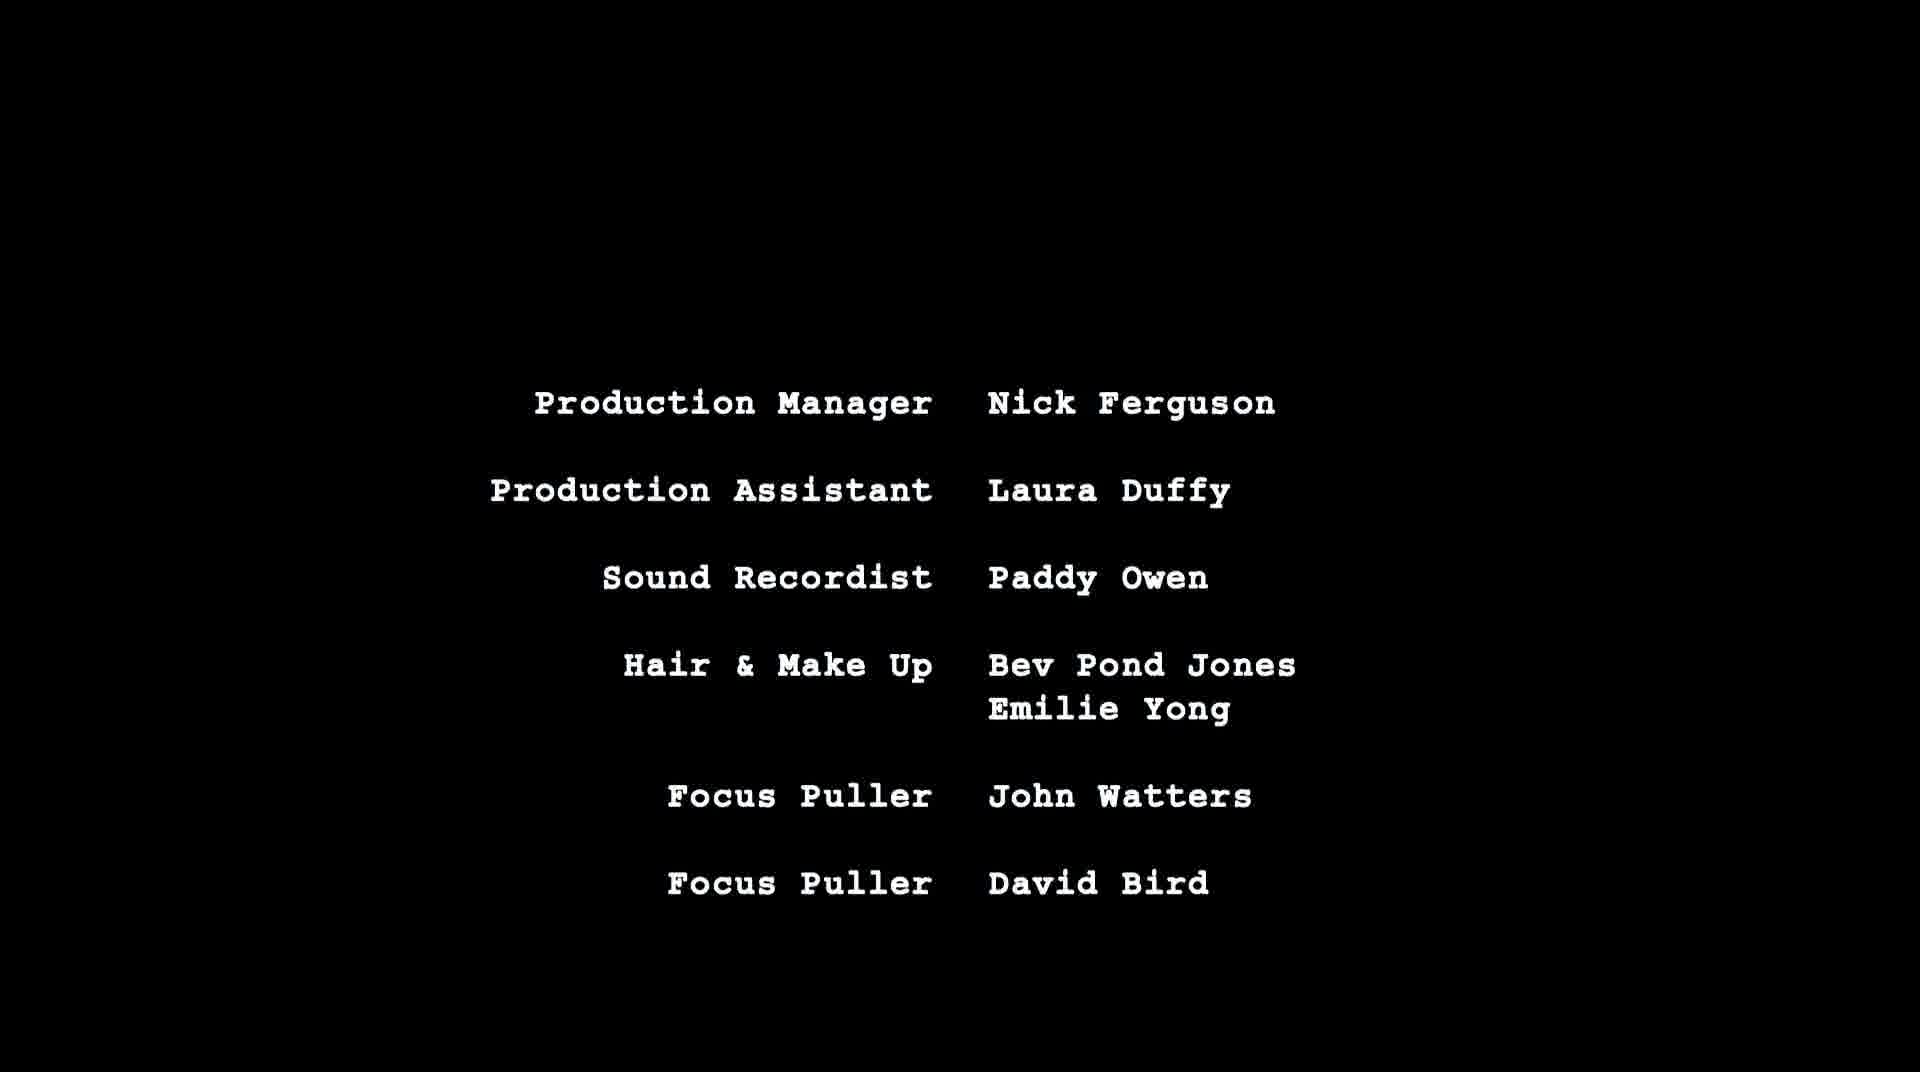 Production Manager Nick Ferguson
Production Assistant Laura Duffy
Sound Recordist Paddy Owen
Hair & Make Up Bev Pond Jones
Emilie Yong
Focus Puller John Watters
Focus Puller David Bird